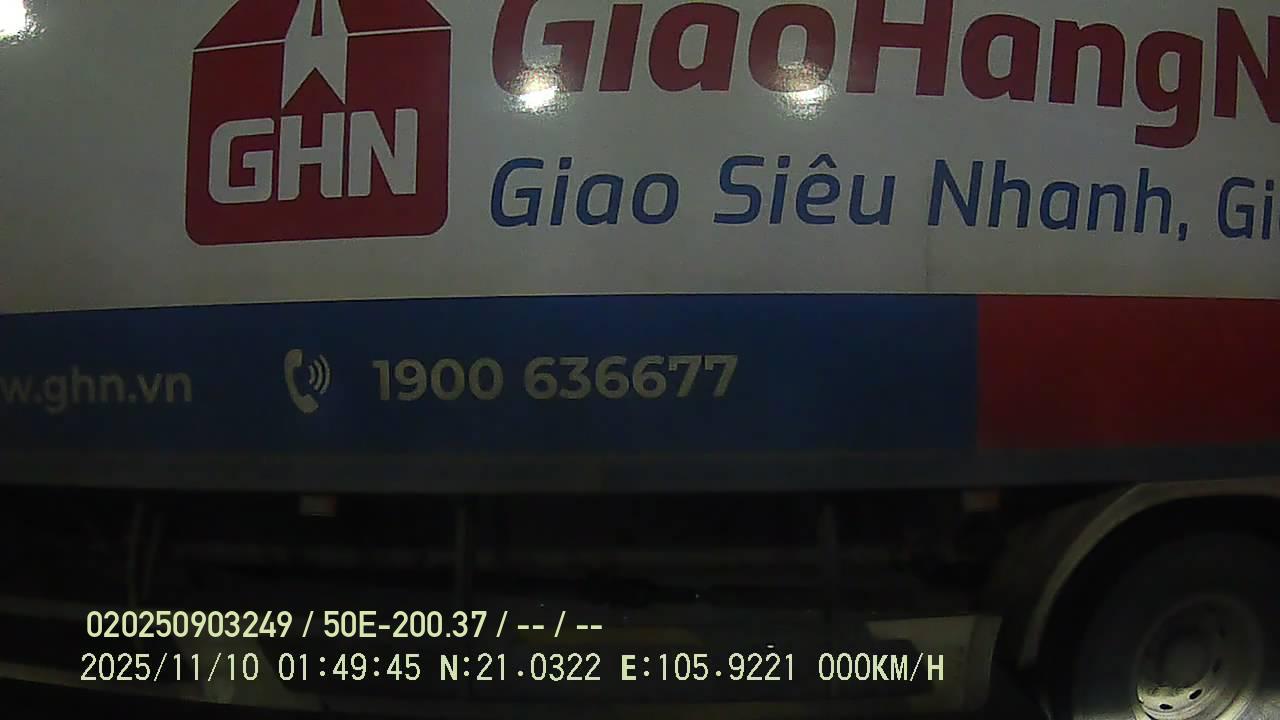 GHN
GiaoHangN
Giao Siêu Nhanh, Gi
w.ghn.vn
1900 636677
020250903249 / 50E-200.37 / -- / --
2025/11/10 01:49:45 N:21.0322 E:105.9221 000KM/H